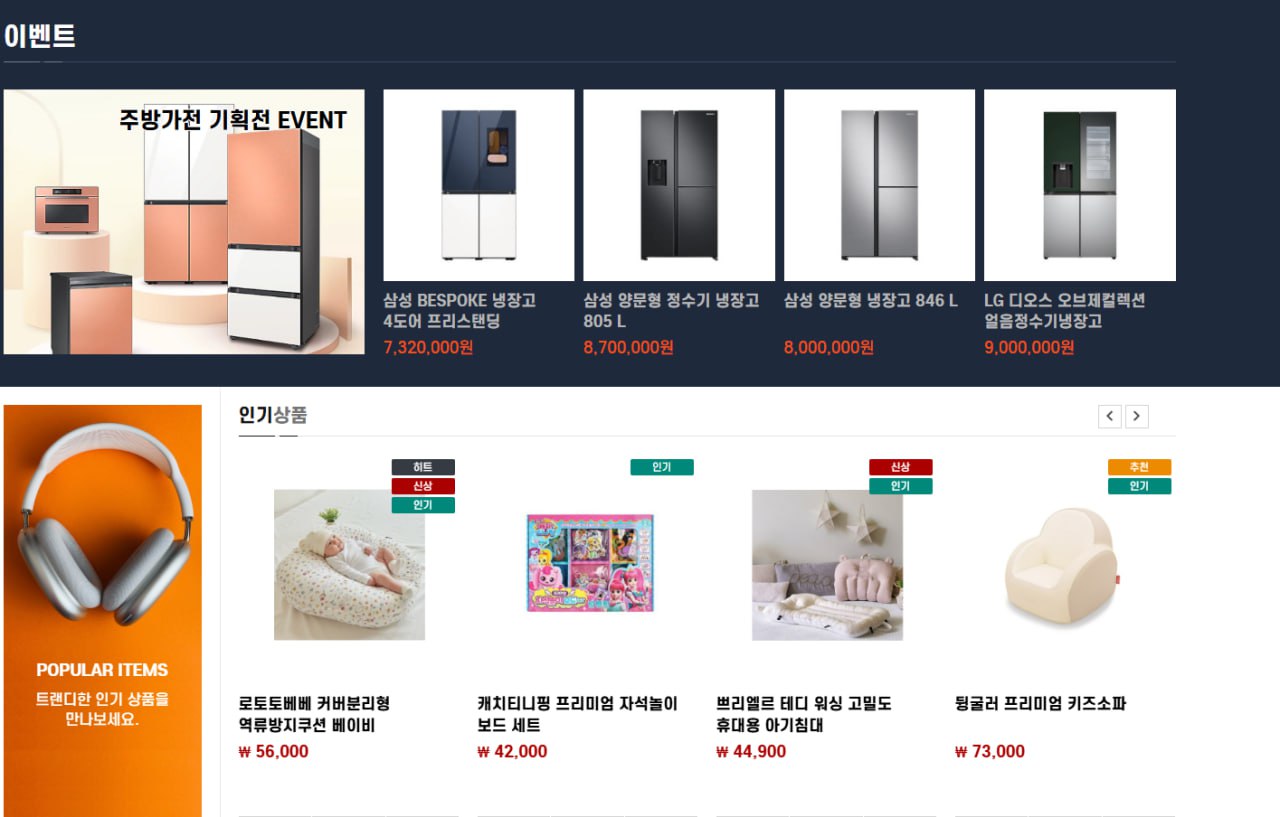 이벤트
주방가전 기획전 EVENT
삼성 BESPOKE 냉장고
4도어 프리스탠딩
7,320,000원
삼성 양문형 정수기 냉장고
805 L
8,700,000원
삼성 양문형 냉장고 846 L
8,000,000원
LG 디오스 오브제컬렉션
얼음정수기냉장고
9,000,000원
POPULAR ITEMS
트랜디한 인기 상품을
만나보세요.
인기상품
히트
신상
인기
로토토베베 커버분리형
역류방지쿠션 베이비
₩ 56,000
인기
캐치티니핑 프리미엄 자석놀이
보드 세트
₩ 42,000
신상
인기
쁘리엘르 테디 워싱 고밀도
휴대용 아기침대
₩ 44,900
추천
인기
뒹굴러 프리미엄 키즈소파
₩ 73,000